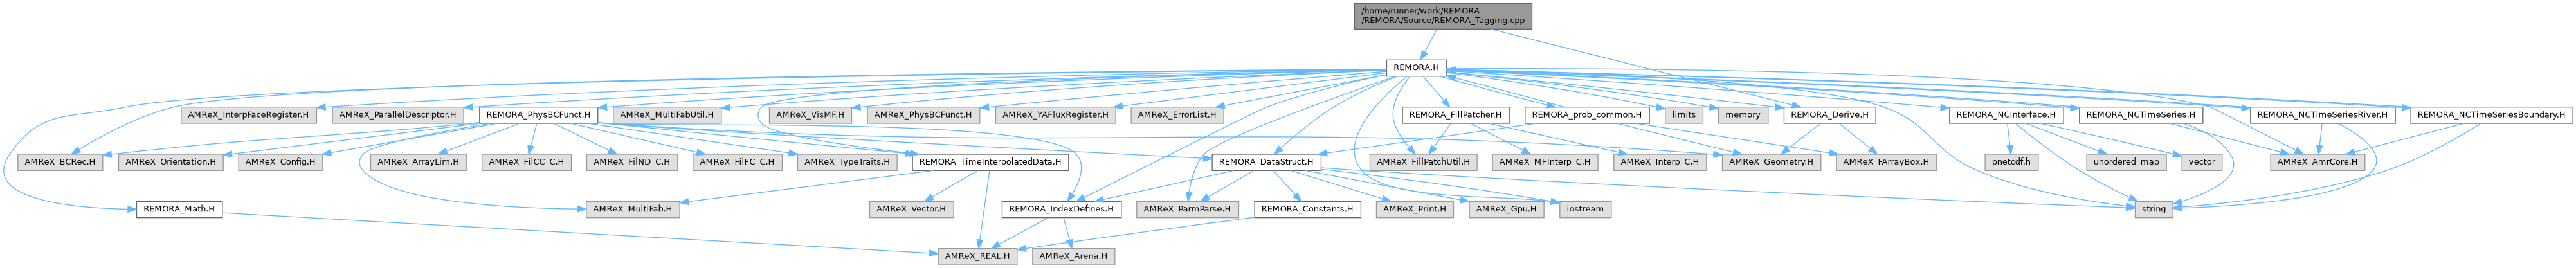 /home/runner/work/REMORA
/REMORA/Source/REMORA_Tagging.cpp
REMORA.H
AMReX_InterpFaceRegister.H
AMReX_ParallelDescriptor.H
REMORA_PhysBCFunct.H
AMReX_MultiFabUtil.H
AMReX_VisMF.H
AMReX_PhysBCFunct.H
AMReX_YAFluxRegister.H
AMReX_ErrorList.H
REMORA_FillPatcher.H
REMORA_prob_common.H
limits
memory
REMORA_Derive.H
REMORA_NCInterface.H
REMORA_NCTimeSeries.H
REMORA_NCTimeSeriesRiver.H
REMORA_NCTimeSeriesBoundary.H
AMReX_BCRec.H
AMReX_Orientation.H
AMReX_Config.H
AMReX_ArrayLim.H
AMReX_FilCC_C.H
AMReX_FilND_C.H
AMReX_FilFC_C.H
AMReX_TypeTraits.H
REMORA_TimeInterpolatedData.H
REMORA_DataStruct.H
AMReX_FillPatchUtil.H
AMReX_MFInterp_C.H
AMReX_Interp_C.H
AMReX_Geometry.H
AMReX_FArrayBox.H
pnetcdf.h
unordered_map
vector
AMReX_AmrCore.H
REMORA_Math.H
AMReX_MultiFab.H
AMReX_Vector.H
REMORA_IndexDefines.H
AMReX_ParmParse.H
REMORA_Constants.H
AMReX_Print.H
AMReX_Gpu.H
iostream
string
AMReX_REAL.H
AMReX_Arena.H